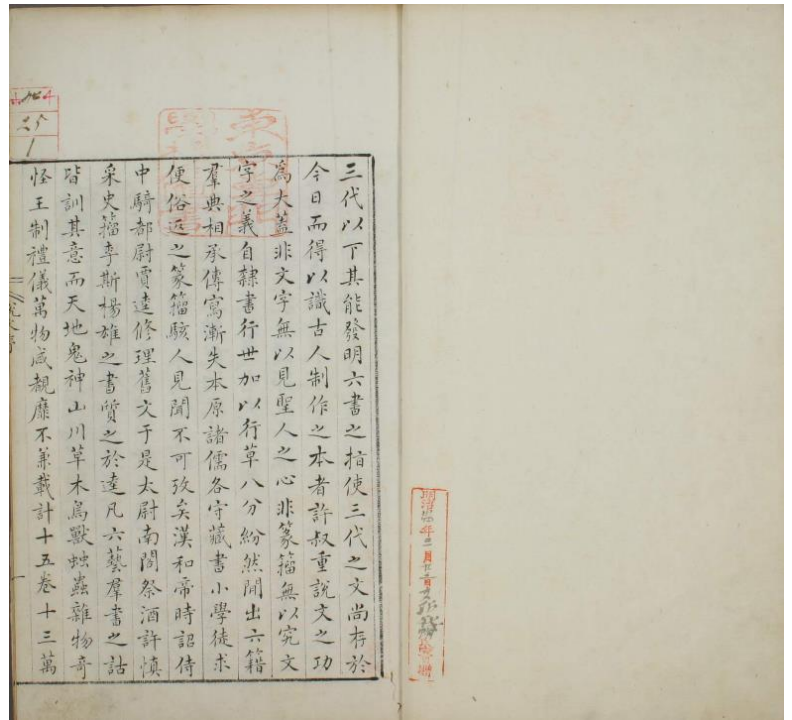 三代以下其能發明六書之指使三代之文尚存於
今日而得以識古人制作之本者許叔重說文之功
爲大蓋非文字無以見聖人之心非篆籀無以究文
字之義自隸書行世加以行草八分紛然閒出六籍
羣典相承傳寫漸失本原諸儒各守藏書小學徒求
便俗近之篆籀駭人見聞不可攷矣漢和帝時詔侍
中騎都尉賈逵修理舊文于是太尉南閤祭酒許愼
采史籀李斯楊雄之書質之於逵凡六藝羣書之詁
皆訓其意而天地鬼神山川草木鳥獸蚰蟲雜物奇
怪王制禮儀萬物咸覩靡不兼載計十五卷十三萬
25
1
明治